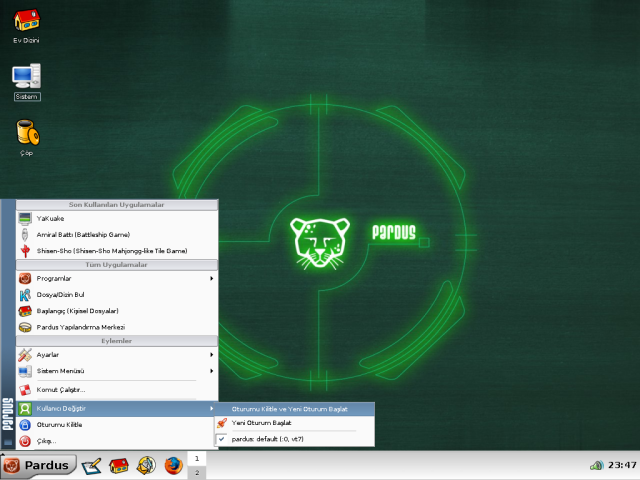 Ev Dizini
Sistem
Çöp
PARDUS
Son Kullanılan Uygulamalar
YaKuake
Amiral Battı (Battleship Game)
Shisen-Sho (Shisen-Sho Mahjongg-like Tile Game)
Tüm Uygulamalar
Programlar
Dosya/Dizin Bul
Başlangıç (Kişisel Dosyalar)
Pardus Yapılandırma Merkezi
Eylemler
Ayarlar
Sistem Menüsü
Komut Çalıştır...
Kullanıcı Değiştir
Oturumu Kilitle
Çıkış...
PARDUS
Oturumu Kilitle ve Yeni Oturum Başlat
Yeni Oturum Başlat
pardus: default (:0, vt7)
Pardus
1
2
23:47